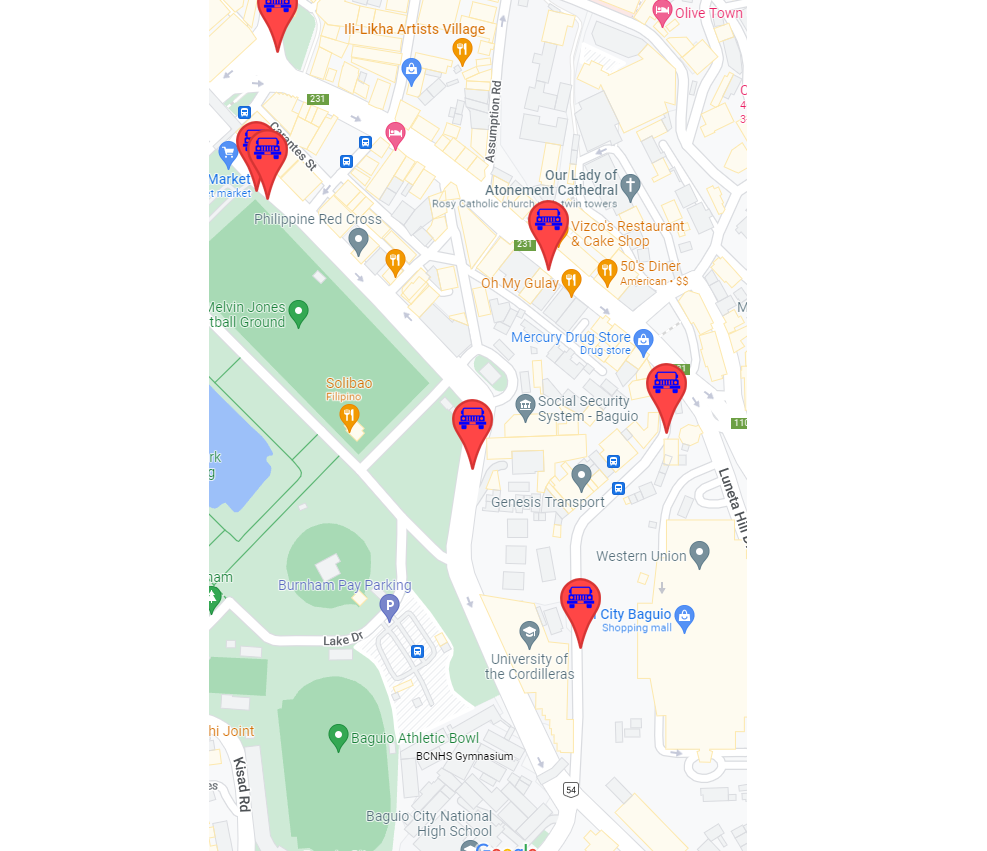 Olive Town
Ili-Likha Artists Village
231
C
4
3
Assumption Rd
Carantes St
Market
et market
Our Lady of
Atonement Cathedral
Rosy Catholic church
twin towers
Philippine Red Cross
Vizco's Restaurant
& Cake Shop
231
50's Diner
American • $$
Oh My Gulay
Melvin Jones
tball Ground
M
Mercury Drug Store
Drug store
Solibao
Filipino
Social Security
System - Baguio
110
rk
g
Genesis Transport
Luneta Hill D
Western Union
ham
Burnham Pay Parking
P
City Baguio
Shopping mall
Lake Dr
University of
the Cordilleras
hi Joint
Baguio Athletic Bowl
BCNHS Gymnasium
Kisad Rd
es
54
Baguio City National
High School
Google